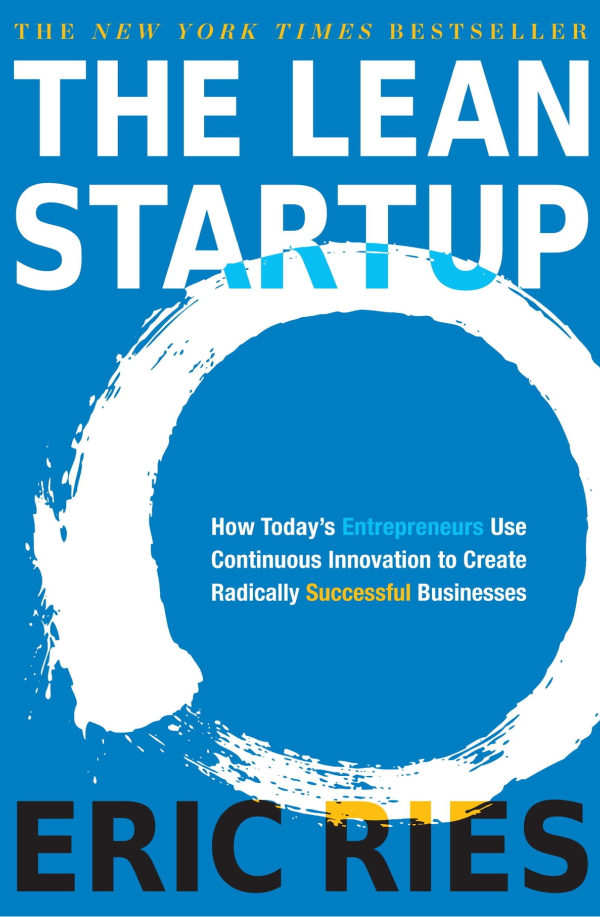 THE NEW YORK TIMES BESTSELLER
THE LEAN
STARTUP
How Today's Entrepreneurs Use
Continuous Innovation to Create
Radically Successful Businesses
ERIC RIES